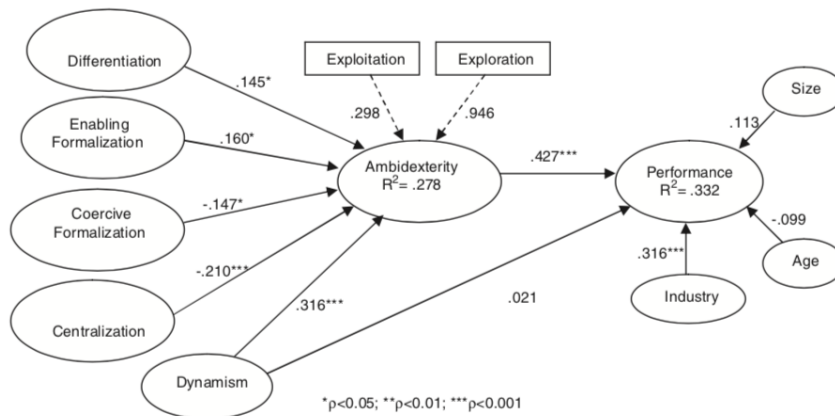 Differentiation
Exploitation
Exploration
Size
.145*
.298
.946
.113
Enabling
Formalization
.160*
Ambidexterity
R²= .278
.427***
Performance
R²= .332
Coercive
Formalization
-.147*
-.099
-.210***
.316***
Age
Centralization
.316***
.021
Industry
Dynamism
*ρ<0.05; **ρ<0.01; ***ρ<0.001